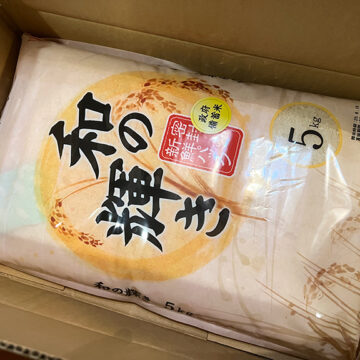 和の輝き
政府
備蓄米
新鮮
密封
パック
5kg
和の輝き 5kg